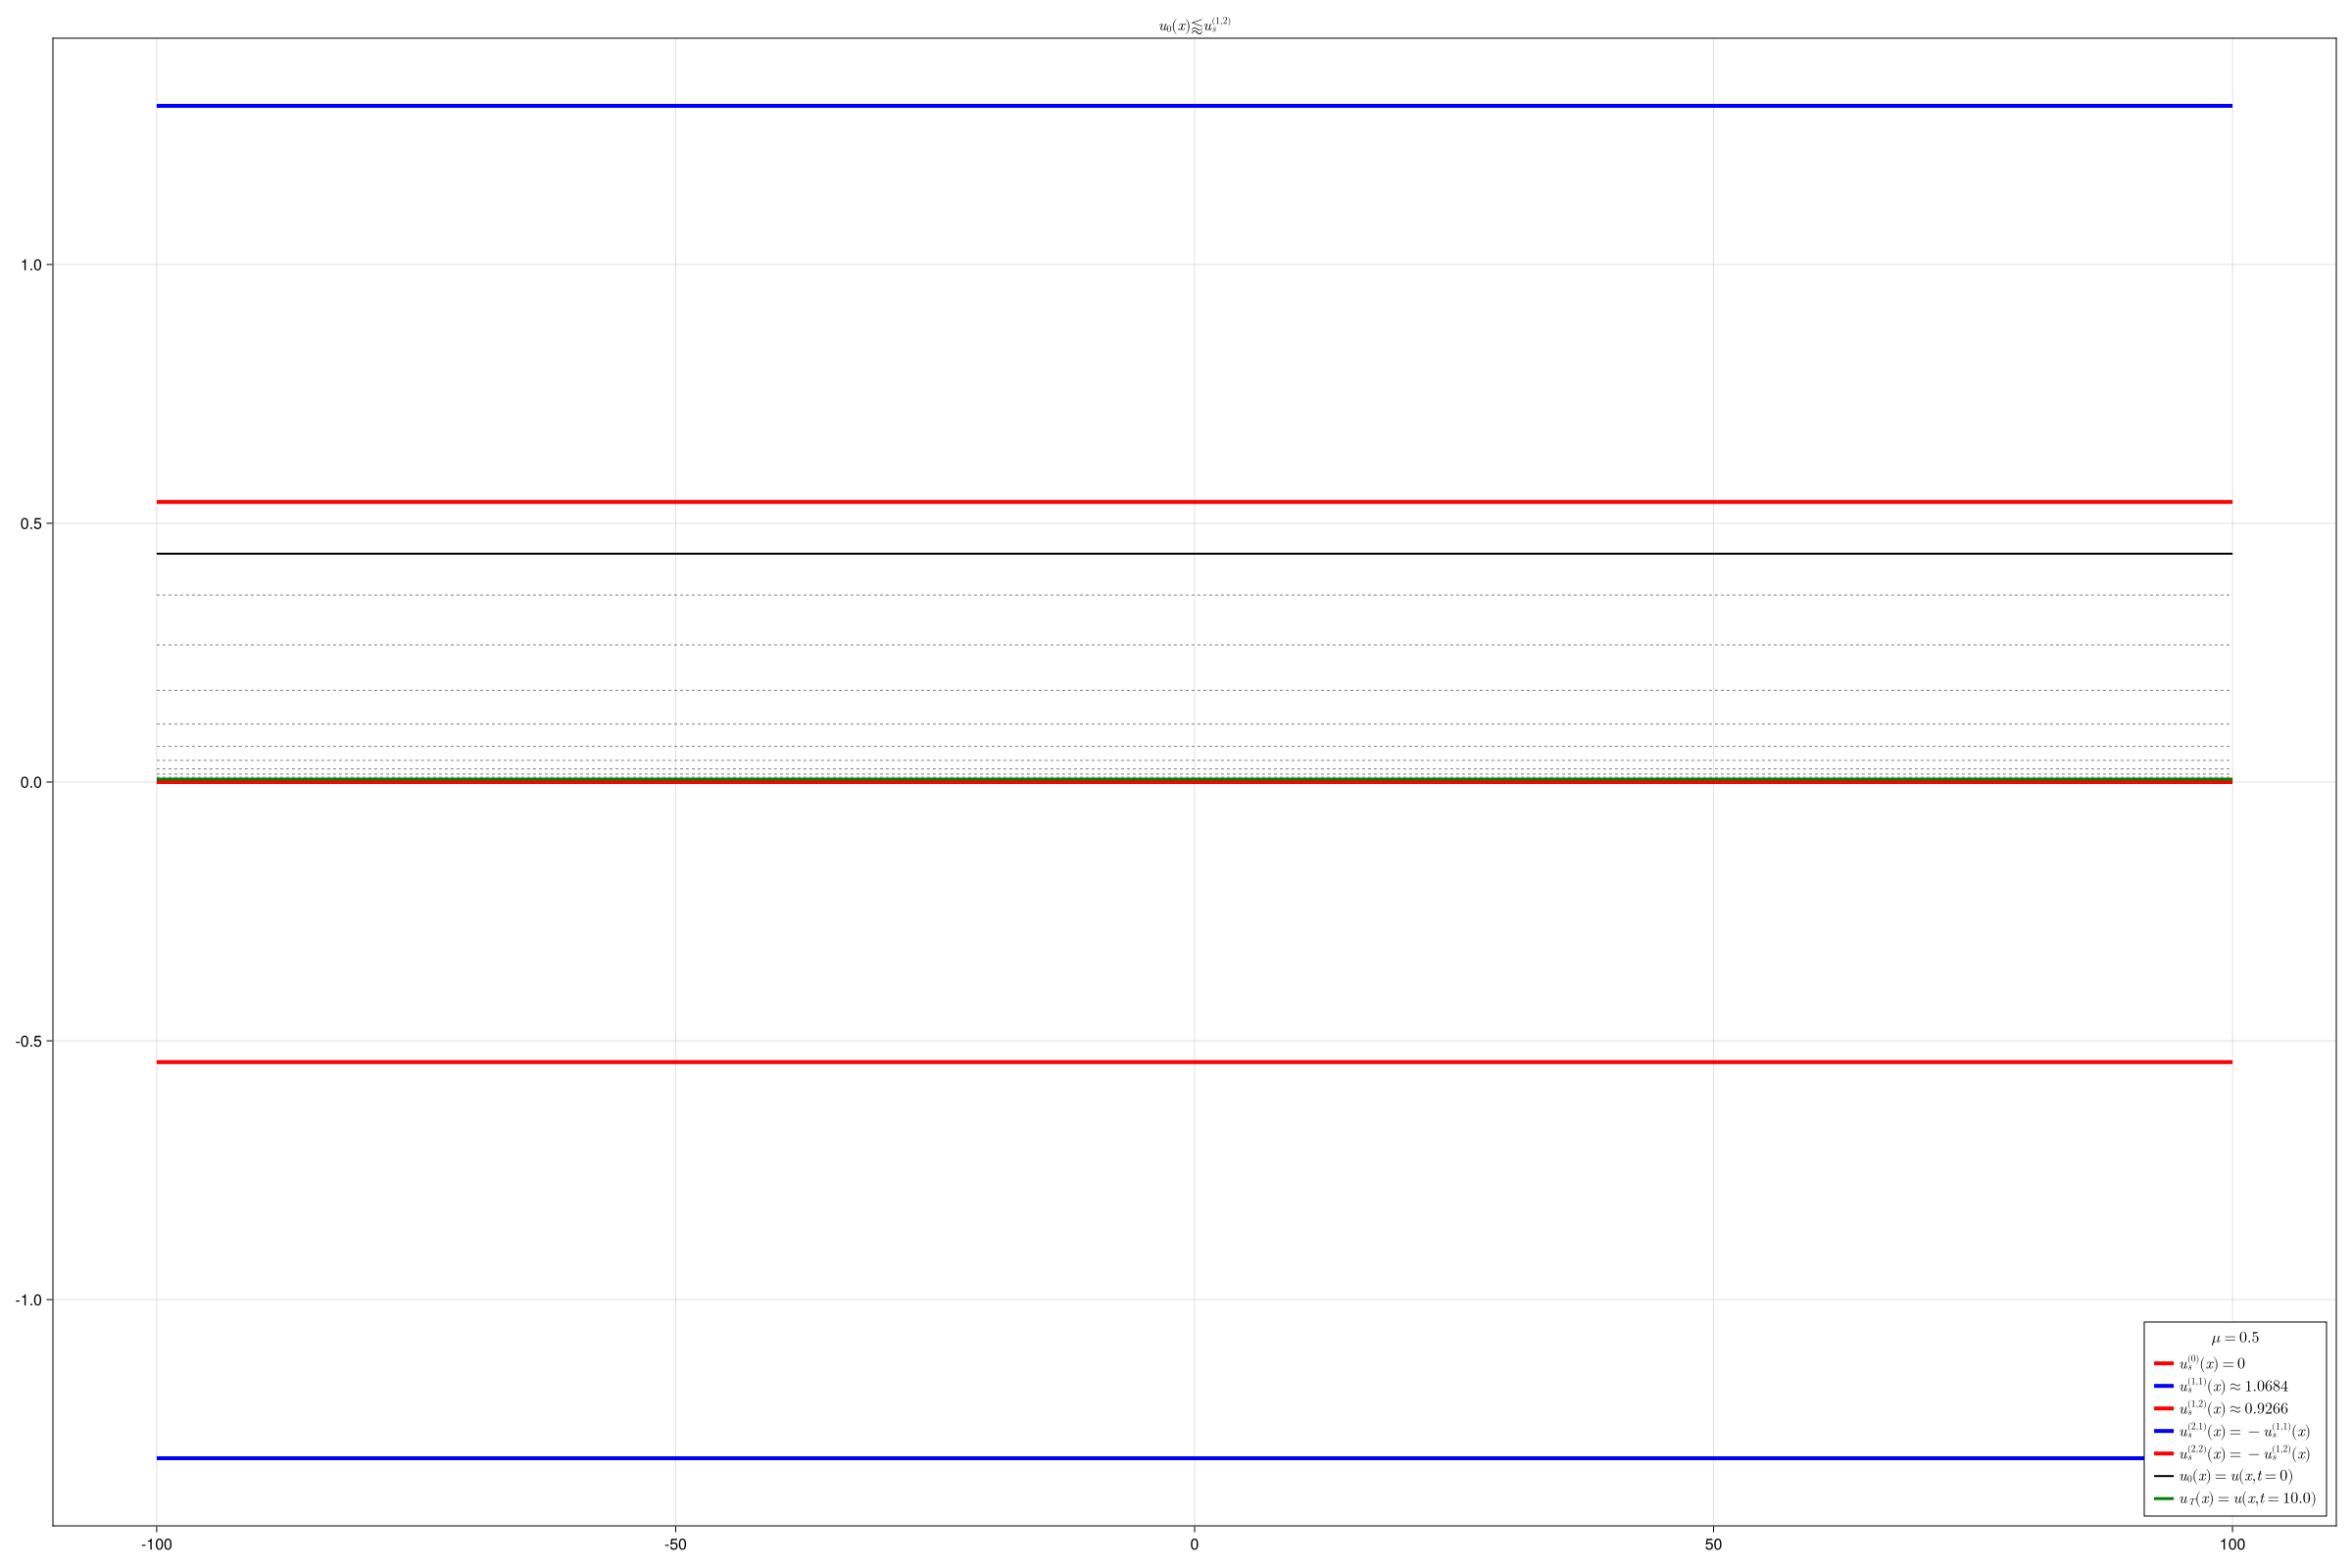 u₀(x)⪅u_s^{(1,2)}
1.0
0.5
0.0
-0.5
-1.0
-100
-50
0
50
100
μ = 0.5
u_s^{(0)}(x) = 0
u_s^{(1,1)}(x) ≈ 1.0684
u_s^{(1,2)}(x) ≈ 0.9266
u_s^{(2,1)}(x) = − u_s^{(1,1)}(x)
u_s^{(2,2)}(x) = − u_s^{(1,2)}(x)
u₀(x) = u(x,t = 0)
u_T(x) = u(x,t = 10.0)